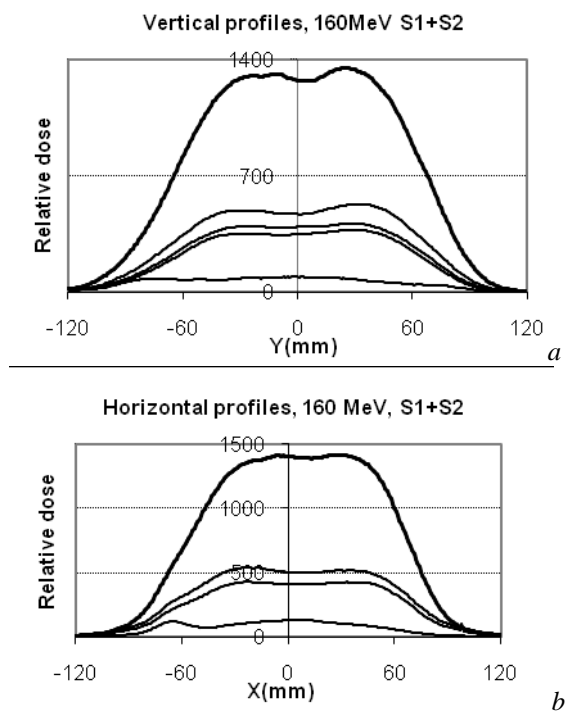 Vertical profiles, 160MeV S1+S2
1400
700
0
Relative dose
-120 -60 0 60 120
Y(mm)
a
Horizontal profiles, 160 MeV, S1+S2
1500
1000
500
0
Relative dose
-120 -60 0 60 120
X(mm)
b